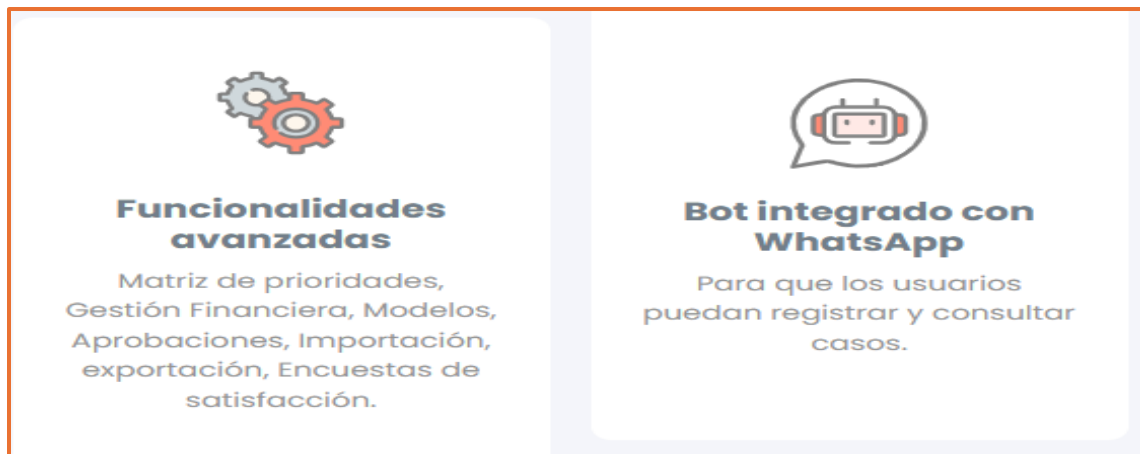 Funcionalidades
avanzadas
Matriz de prioridades,
Gestión Financiera, Modelos,
Aprobaciones, Importación,
exportación, Encuestas de
satisfacción.
Bot integrado con
WhatsApp
Para que los usuarios
puedan registrar y consultar
casos.